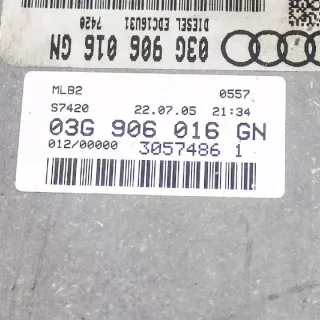 03G 906 016 GN
DIESEL EDC16U31 7420
MLB2 0557
S7420 22.07.05 21:34
03G 906 016 GN
012/00000 3057486 1